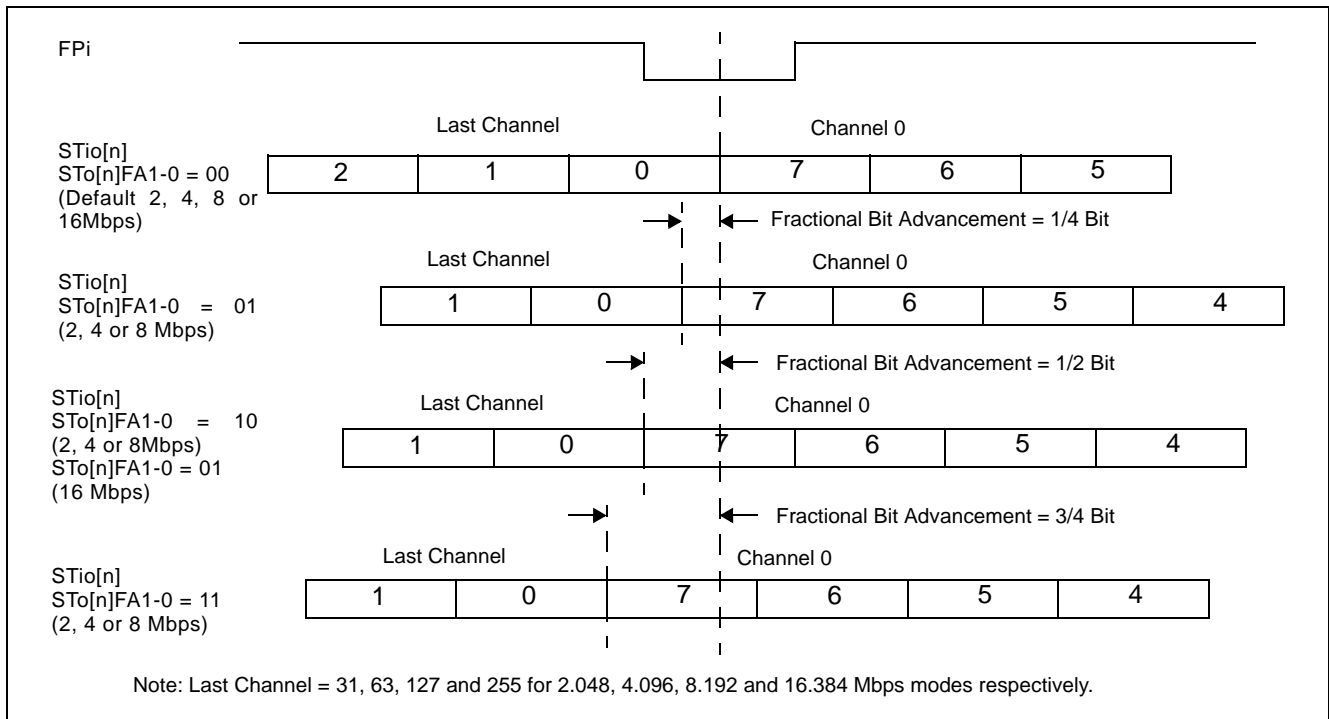 FPi
Last Channel
Channel 0
STio[n]
STo[n]FA1-0 = 00
(Default 2, 4, 8 or
16Mbps)
2 1 0 7 6 5
Fractional Bit Advancement = 1/4 Bit
Last Channel
Channel 0
STio[n]
STo[n]FA1-0 = 01
(2, 4 or 8 Mbps)
1 0 7 6 5 4
Fractional Bit Advancement = 1/2 Bit
Last Channel
Channel 0
STio[n]
STo[n]FA1-0 = 10
(2, 4 or 8Mbps)
STo[n]FA1-0 = 01
(16 Mbps)
1 0 7 6 5 4
Fractional Bit Advancement = 3/4 Bit
Last Channel
Channel 0
STio[n]
STo[n]FA1-0 = 11
(2, 4 or 8 Mbps)
1 0 7 6 5 4
Note: Last Channel = 31, 63, 127 and 255 for 2.048, 4.096, 8.192 and 16.384 Mbps modes respectively.